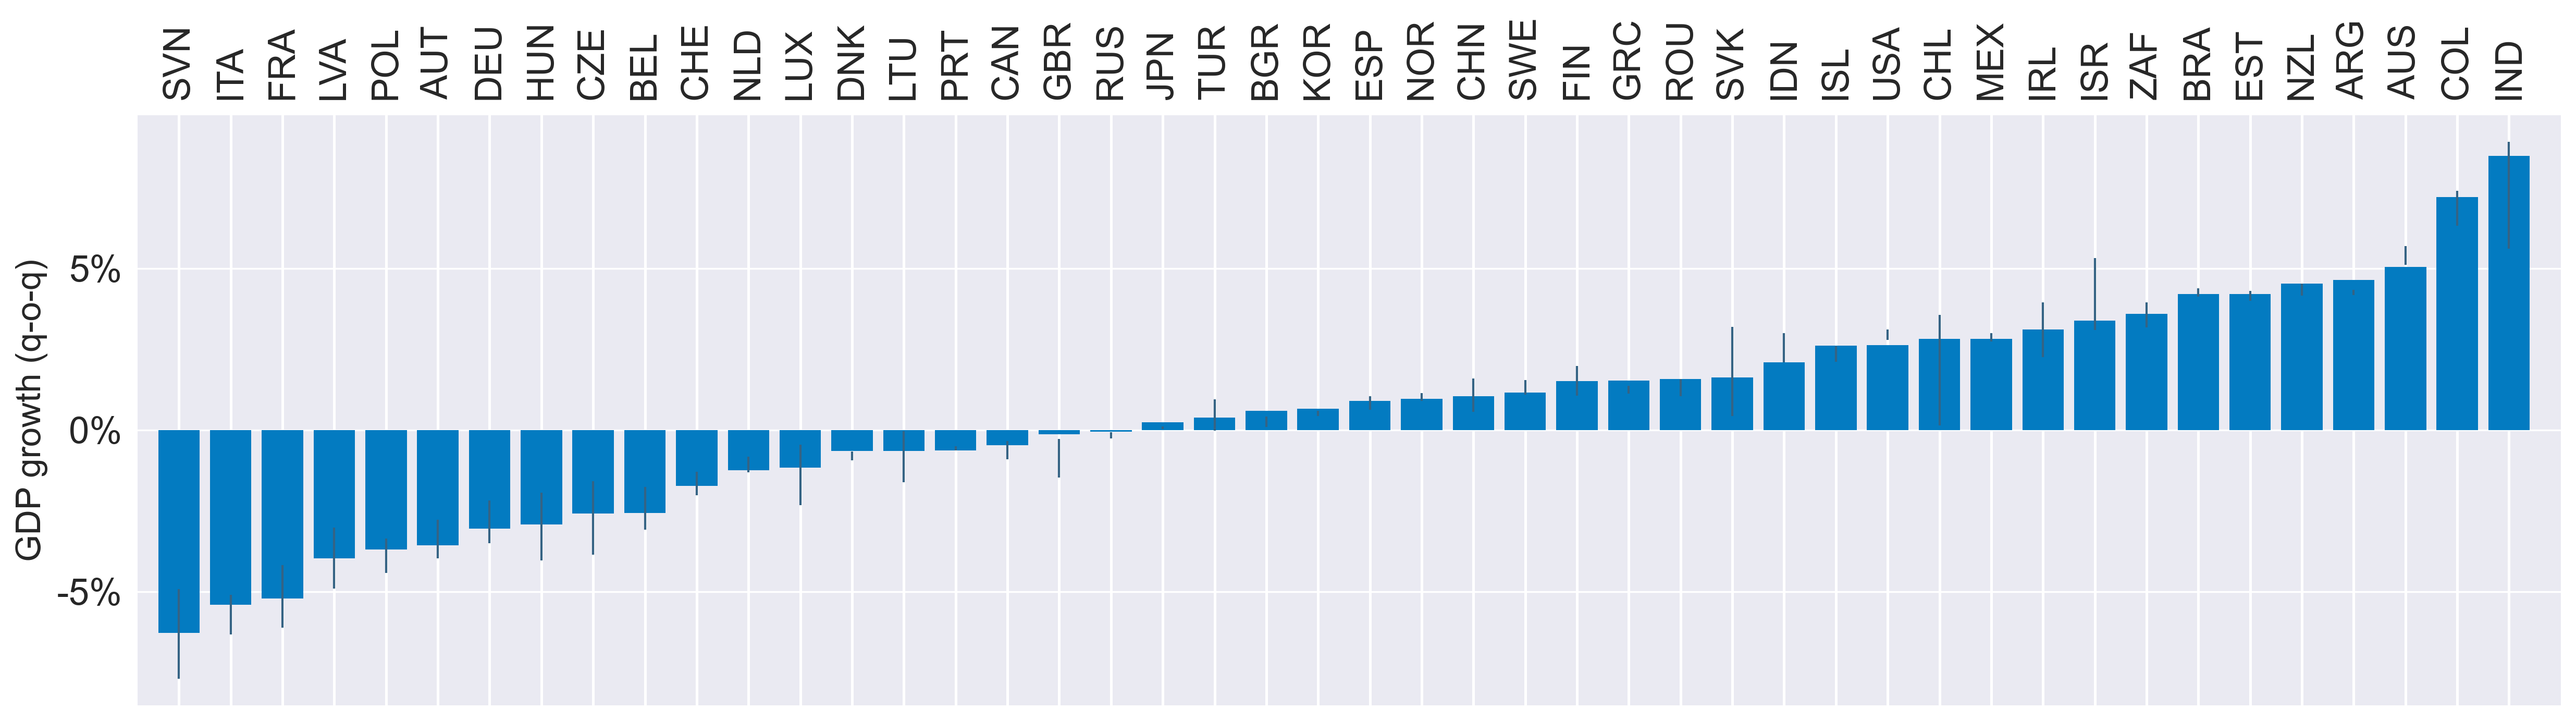 SVN ITA FRA LVA POL AUT DEU HUN CZE BEL CHE NLD LUX DNK LTU PRT CAN GBR RUS JPN TUR BGR KOR ESP NOR CHN SWE FIN GRC ROU SVK IDN ISL USA CHL MEX IRL ISR ZAF BRA EST NZL ARG AUS COL IND
GDP growth (q-o-q)
5%
0%
-5%